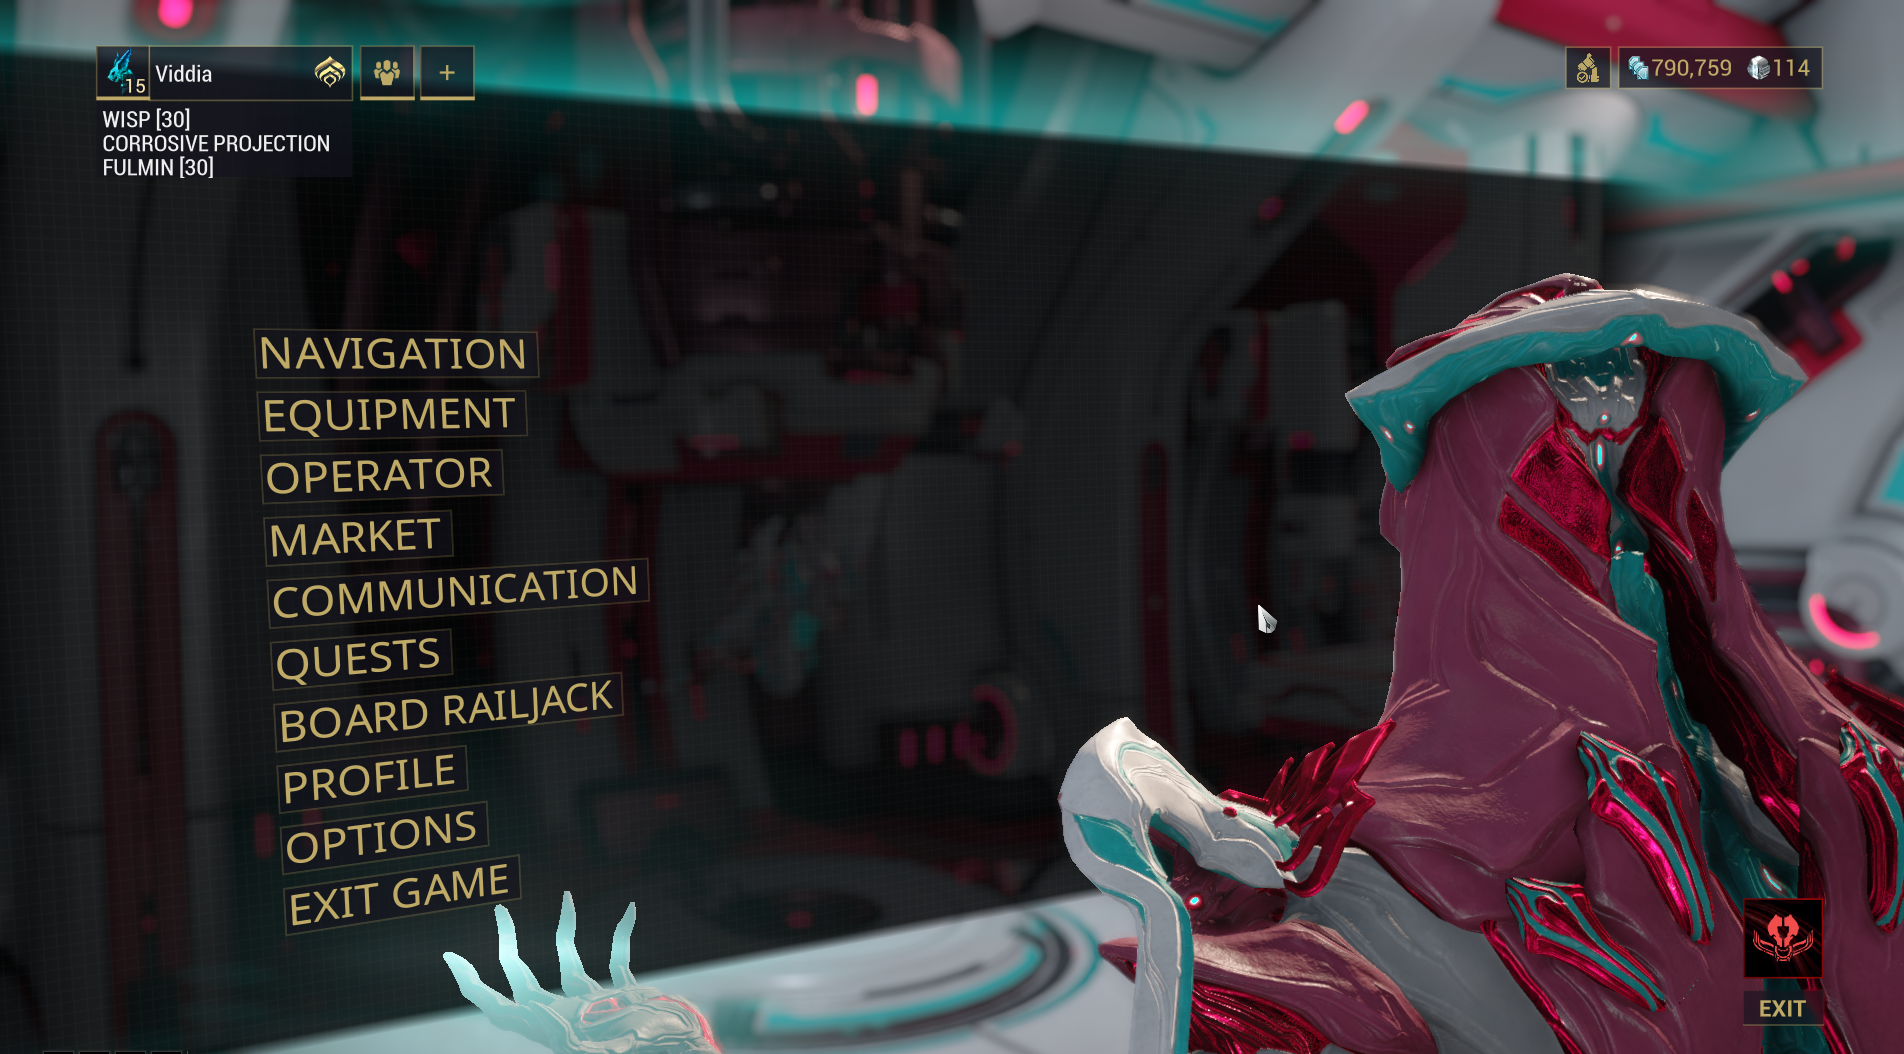 15 Viddia
790,759 114
WISP [30]
CORROSIVE PROJECTION
FULMIN [30]
NAVIGATION
EQUIPMENT
OPERATOR
MARKET
COMMUNICATION
QUESTS
BOARD RAILJACK
PROFILE
OPTIONS
EXIT GAME
EXIT